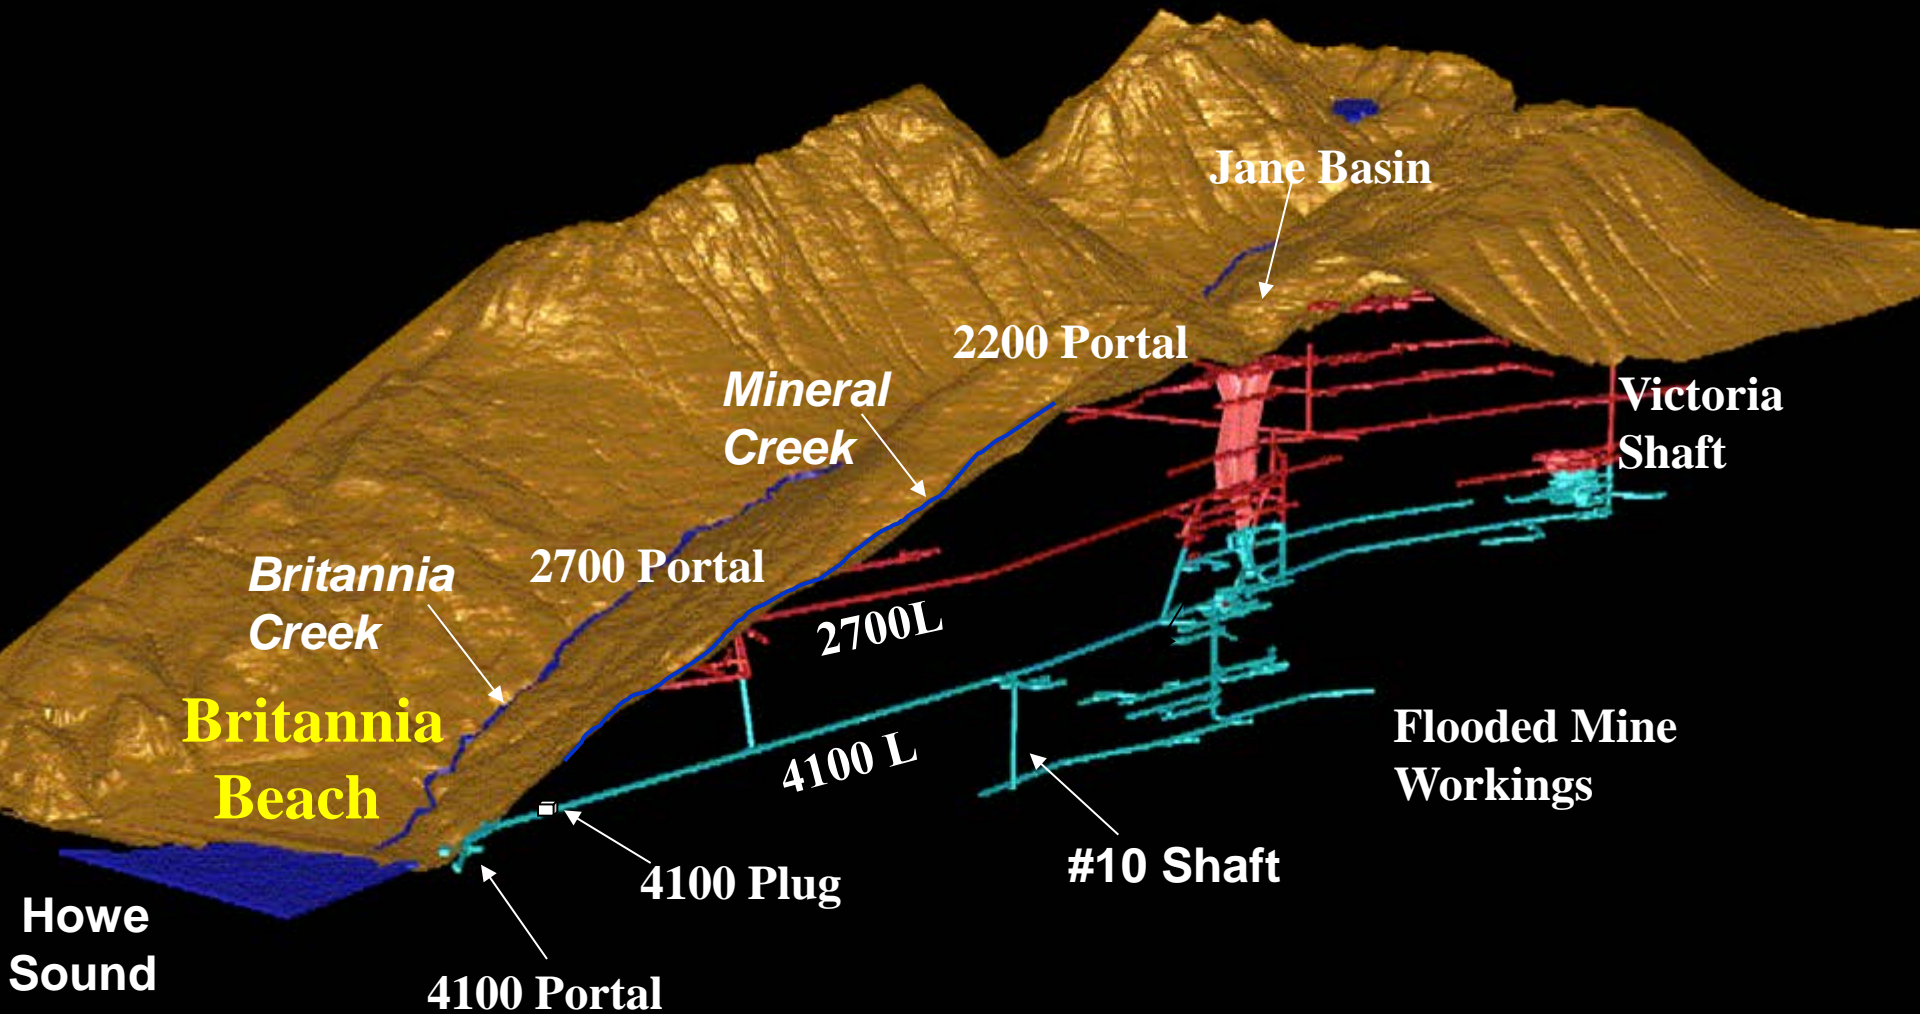 Jane Basin
2200 Portal
Mineral
Creek
Victoria
Shaft
2700 Portal
Britannia
Creek
2700L
Britannia
Beach
4100 L
Flooded Mine
Workings
#10 Shaft
4100 Plug
Howe
Sound
4100 Portal